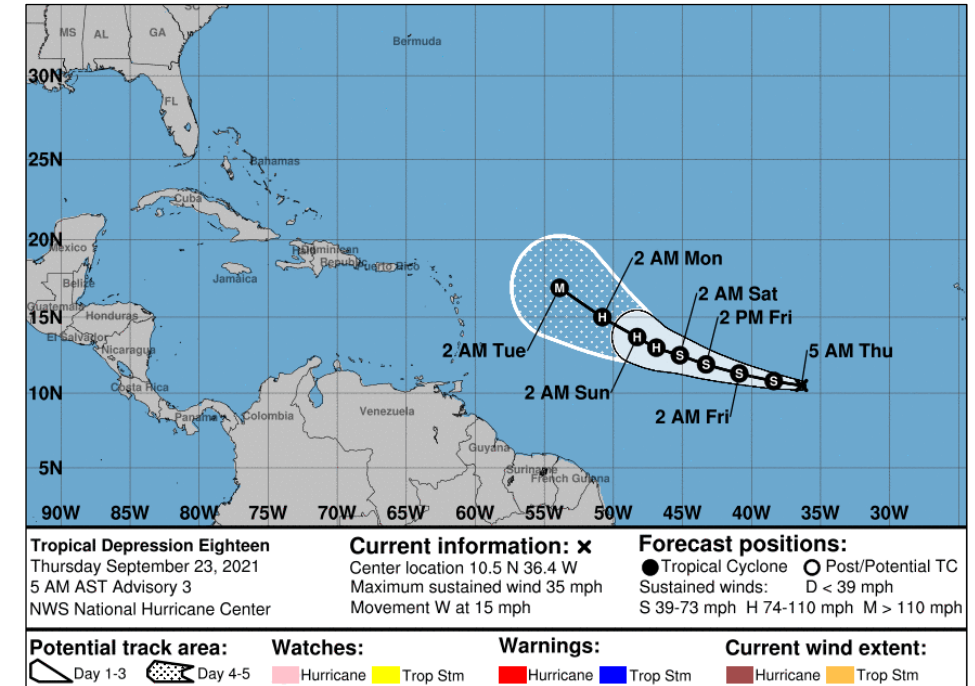 SC
MS
AL
GA
Bermuda
30N
FL
25N
Bahamas
Cuba
20N
Mexico
Dominican
Republic
Puerto Rico
2 AM Mon
Belize
Jamaica
2 AM Sat
Guatemala
Honduras
15N
2 PM Fri
El Salvador
Nicaragua
2 AM Tue
5 AM Thu
Costa Rica
10N
2 AM Sun
Panama
Colombia
Venezuela
2 AM Fri
Guyana
5N
Suriname
French Guiana
M
H
H
H
S
S
S
S
90W 85W 80W 75W 70W 65W 60W 55W 50W 45W 40W 35W 30W
Tropical Depression Eighteen
Thursday September 23, 2021
5 AM AST Advisory 3
NWS National Hurricane Center
Current information: x
Center location 10.5 N 36.4 W
Maximum sustained wind 35 mph
Movement W at 15 mph
Forecast positions:
Tropical Cyclone Post/Potential TC
Sustained winds: D < 39 mph
S 39-73 mph H 74-110 mph M > 110 mph
Potential track area:
Day 1-3 Day 4-5
Watches:
Hurricane Trop Stm
Warnings:
Hurricane Trop Stm
Current wind extent:
Hurricane Trop Stm